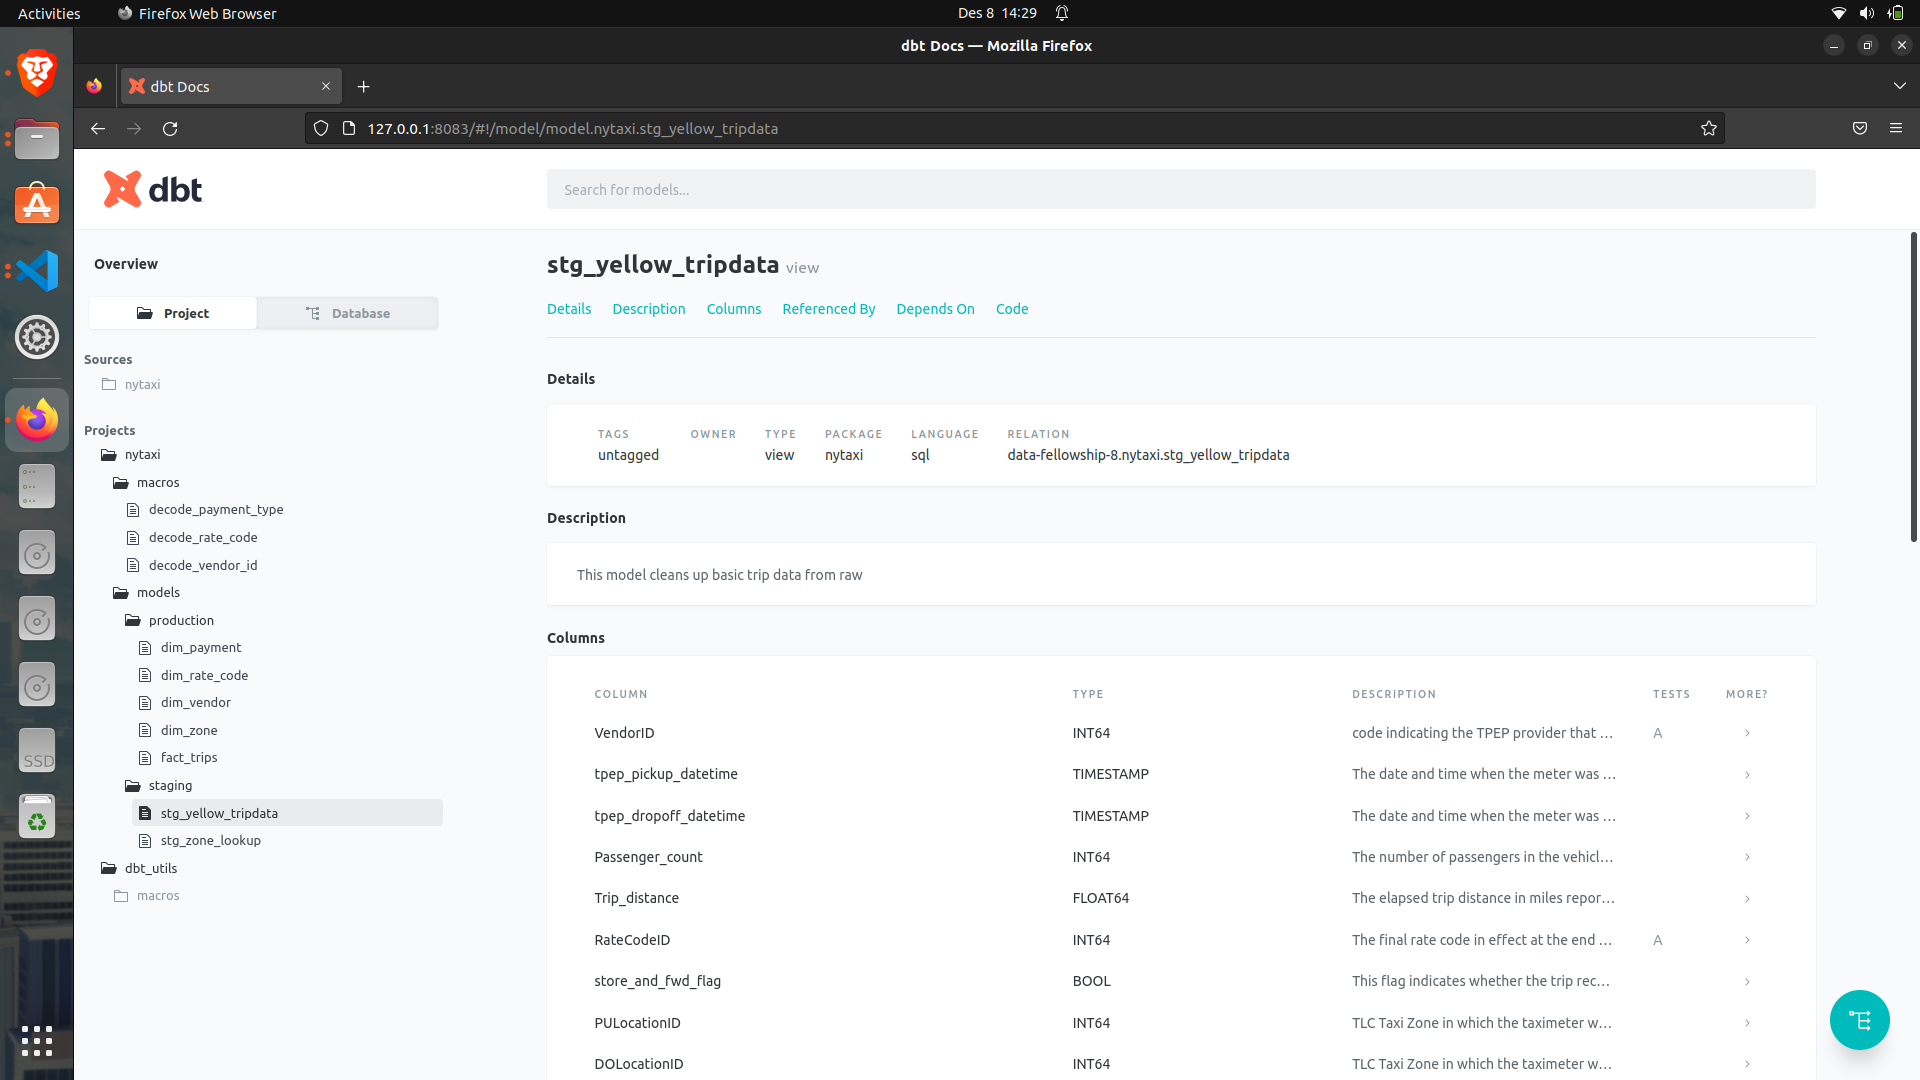 Activities Firefox Web Browser Des 8 14:29
dbt Docs — Mozilla Firefox
dbt Docs
127.0.0.1:8083/#!/model/model.nytaxi.stg_yellow_tripdata
dbt
Search for models...
Overview
Project Database
Sources
nytaxi
Projects
nytaxi
macros
decode_payment_type
decode_rate_code
decode_vendor_id
models
production
dim_payment
dim_rate_code
dim_vendor
dim_zone
fact_trips
staging
stg_yellow_tripdata
stg_zone_lookup
dbt_utils
macros
SSD
stg_yellow_tripdata view
Details Description Columns Referenced By Depends On Code
Details
TAGS OWNER TYPE PACKAGE LANGUAGE RELATION
untagged view nytaxi sql data-fellowship-8.nytaxi.stg_yellow_tripdata
Description
This model cleans up basic trip data from raw
Columns
COLUMN TYPE DESCRIPTION TESTS MORE?
VendorID INT64 code indicating the TPEP provider that ... A
tpep_pickup_datetime TIMESTAMP The date and time when the meter was ...
tpep_dropoff_datetime TIMESTAMP The date and time when the meter was ...
Passenger_count INT64 The number of passengers in the vehicl...
Trip_distance FLOAT64 The elapsed trip distance in miles repor...
RateCodeID INT64 The final rate code in effect at the end ... A
store_and_fwd_flag BOOL This flag indicates whether the trip rec...
PULocationID INT64 TLC Taxi Zone in which the taximeter w...
DOLocationID INT64 TLC Taxi Zone in which the taximeter w...